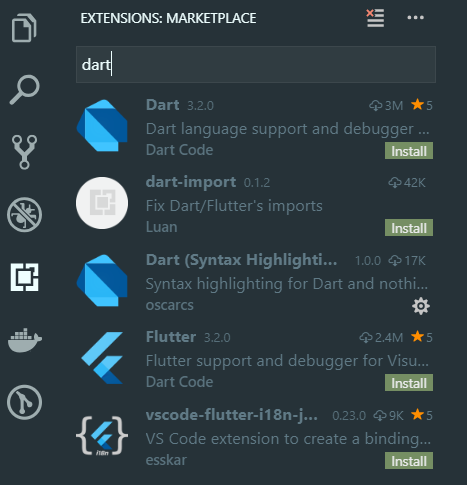 EXTENSIONS: MARKETPLACE
dart
Dart 3.2.0 3M 5
Dart language support and debugger ...
Dart Code Install
dart-import 0.1.2 42K
Fix Dart/Flutter's imports
Luan Install
Dart (Syntax Highlighti... 1.0.0 17K
Syntax highlighting for Dart and nothi...
oscarcs
Flutter 3.2.0 2.4M 5
Flutter support and debugger for Visu...
Dart Code Install
vscode-flutter-i18n-j... 0.23.0 9K 5
{i18n}
VS Code extension to create a binding...
esskar Install